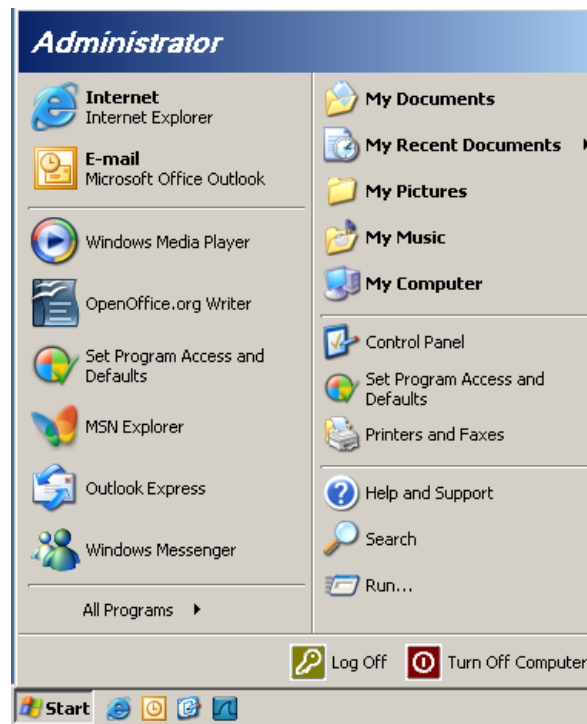 Administrator
Internet
Internet Explorer
E-mail
Microsoft Office Outlook
Windows Media Player
OpenOffice.org Writer
Set Program Access and
Defaults
MSN Explorer
Outlook Express
Windows Messenger
All Programs
My Documents
My Recent Documents
My Pictures
My Music
My Computer
Control Panel
Set Program Access and
Defaults
Printers and Faxes
Help and Support
Search
Run...
Log Off
Turn Off Computer
Start